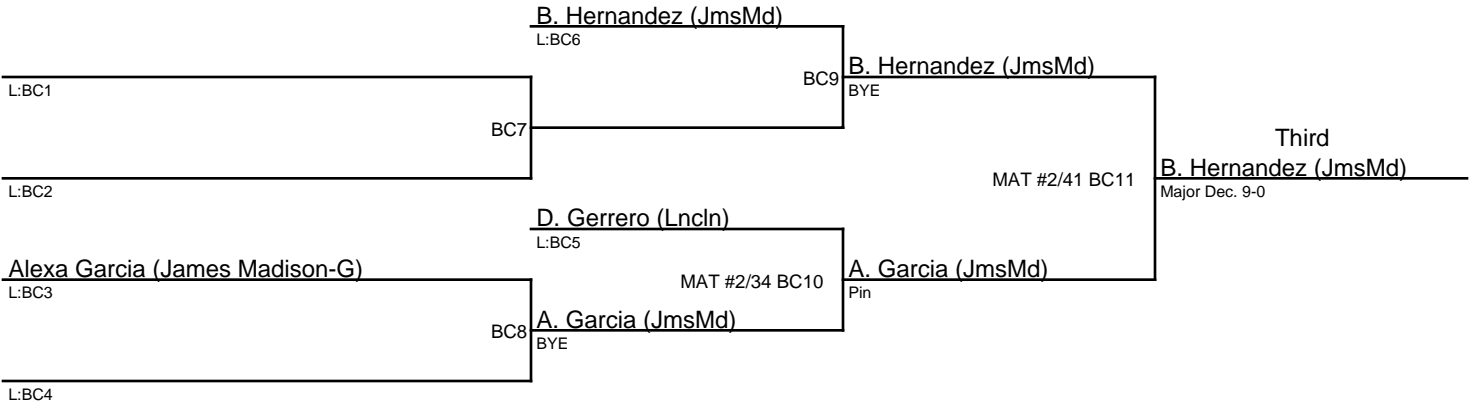 B. Hernandez (JmsMd)
L:BC6
BC9
B. Hernandez (JmsMd)
BYE
L:BC1
BC7
L:BC2
Third
MAT #2/41 BC11
B. Hernandez (JmsMd)
Major Dec. 9-0
D. Gerrero (Lncln)
L:BC5
Alexa Garcia (James Madison-G)
L:BC3
MAT #2/34 BC10
A. Garcia (JmsMd)
Pin
BC8
A. Garcia (JmsMd)
BYE
L:BC4